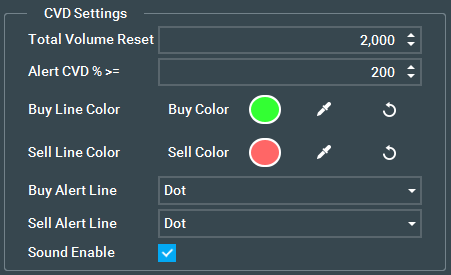 CVD Settings
Total Volume Reset 2,000
Alert CVD % >= 200
Buy Line Color Buy Color
Sell Line Color Sell Color
Buy Alert Line Dot
Sell Alert Line Dot
Sound Enable